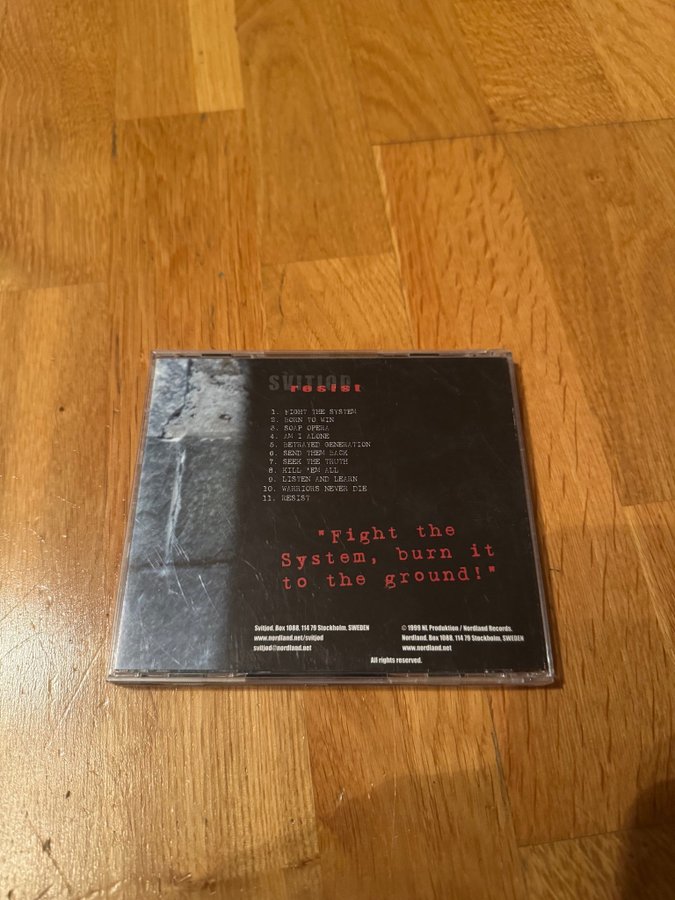 SVITJOD
resist
1. FIGHT THE SYSTEM
2. BORN TO WIN
3. SOAP OPERA
4. AM I ALONE
5. BETRAYED GENERATION
6. SEND THEM BACK
7. SEEK THE TRUTH
8. KILL 'EM ALL
9. LISTEN AND LEARN
10. WARRIORS NEVER DIE
11. RESIST
"Fight the
System, burn it
to the ground!"
Svitjod, Box 1088, 114 79 Stockholm, SWEDEN
www.nordland.net/svitjod
svitjod@nordland.net
© 1999 NL Produktion / Nordland Records,
Nordland, Box 1088, 114 79 Stockholm, SWEDEN
www.nordland.net
All rights reserved.